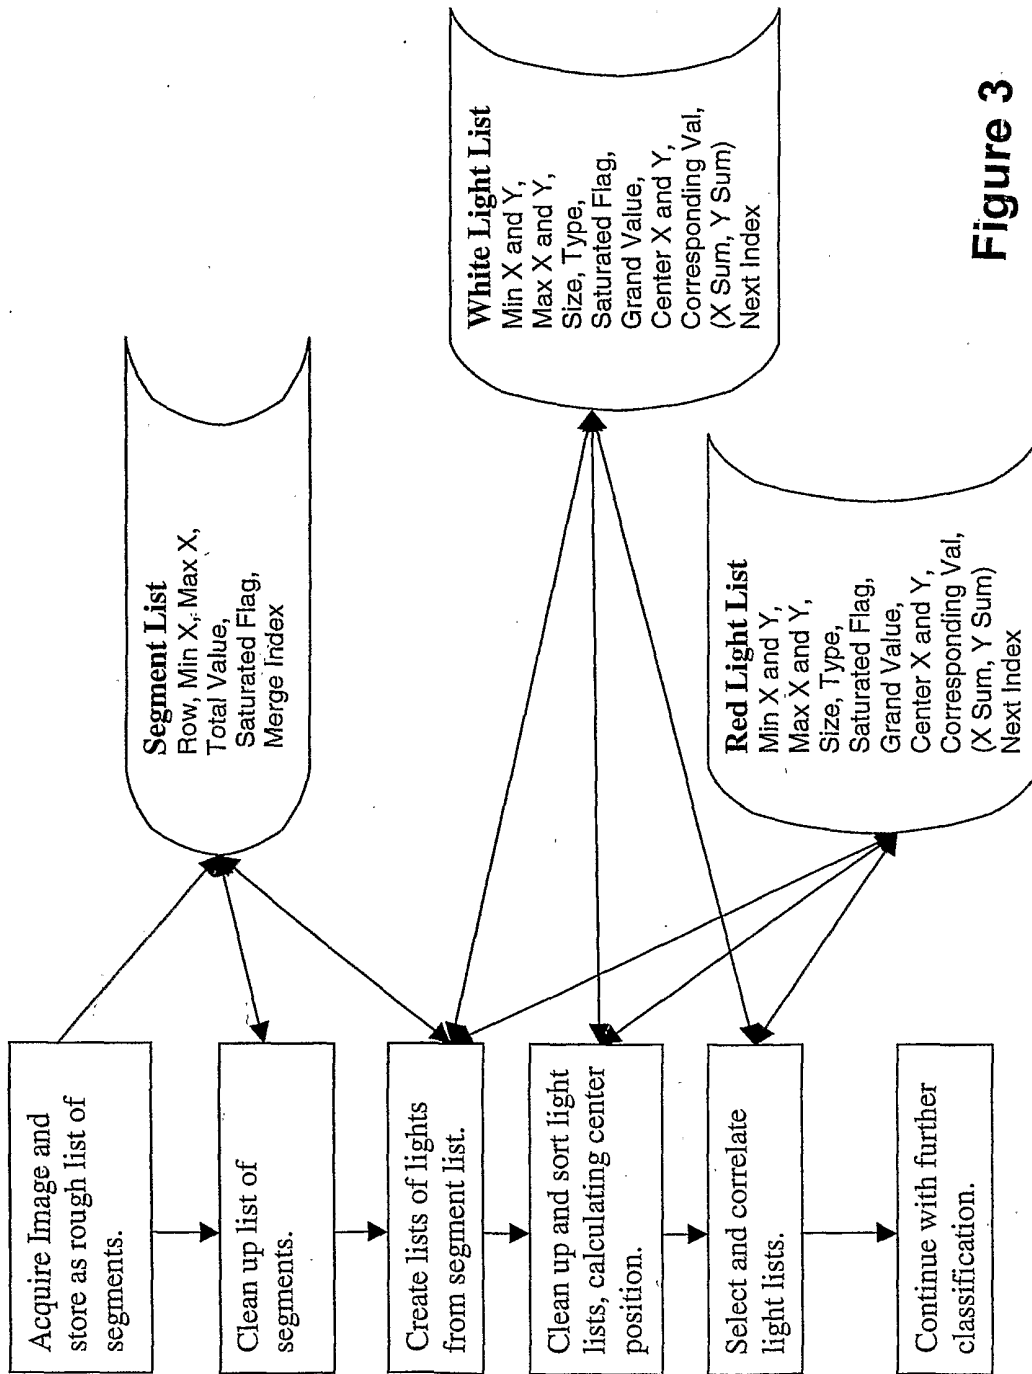 Acquire Image and
store as rough list of
segments.
Clean up list of
segments.
Create lists of lights
from segment list.
Clean up and sort light
lists, calculating center
position.
Select and correlate
light lists.
Continue with further
classification.
Segment List
Row, Min X, Max X,
Total Value,
Saturated Flag,
Merge Index
White Light List
Min X and Y,
Max X and Y,
Size, Type,
Saturated Flag,
Grand Value,
Center X and Y,
Corresponding Val,
(X Sum, Y Sum)
Next Index
Red Light List
Min X and Y,
Max X and Y,
Size, Type,
Saturated Flag,
Grand Value,
Center X and Y,
Corresponding Val,
(X Sum, Y Sum)
Next Index
Figure 3